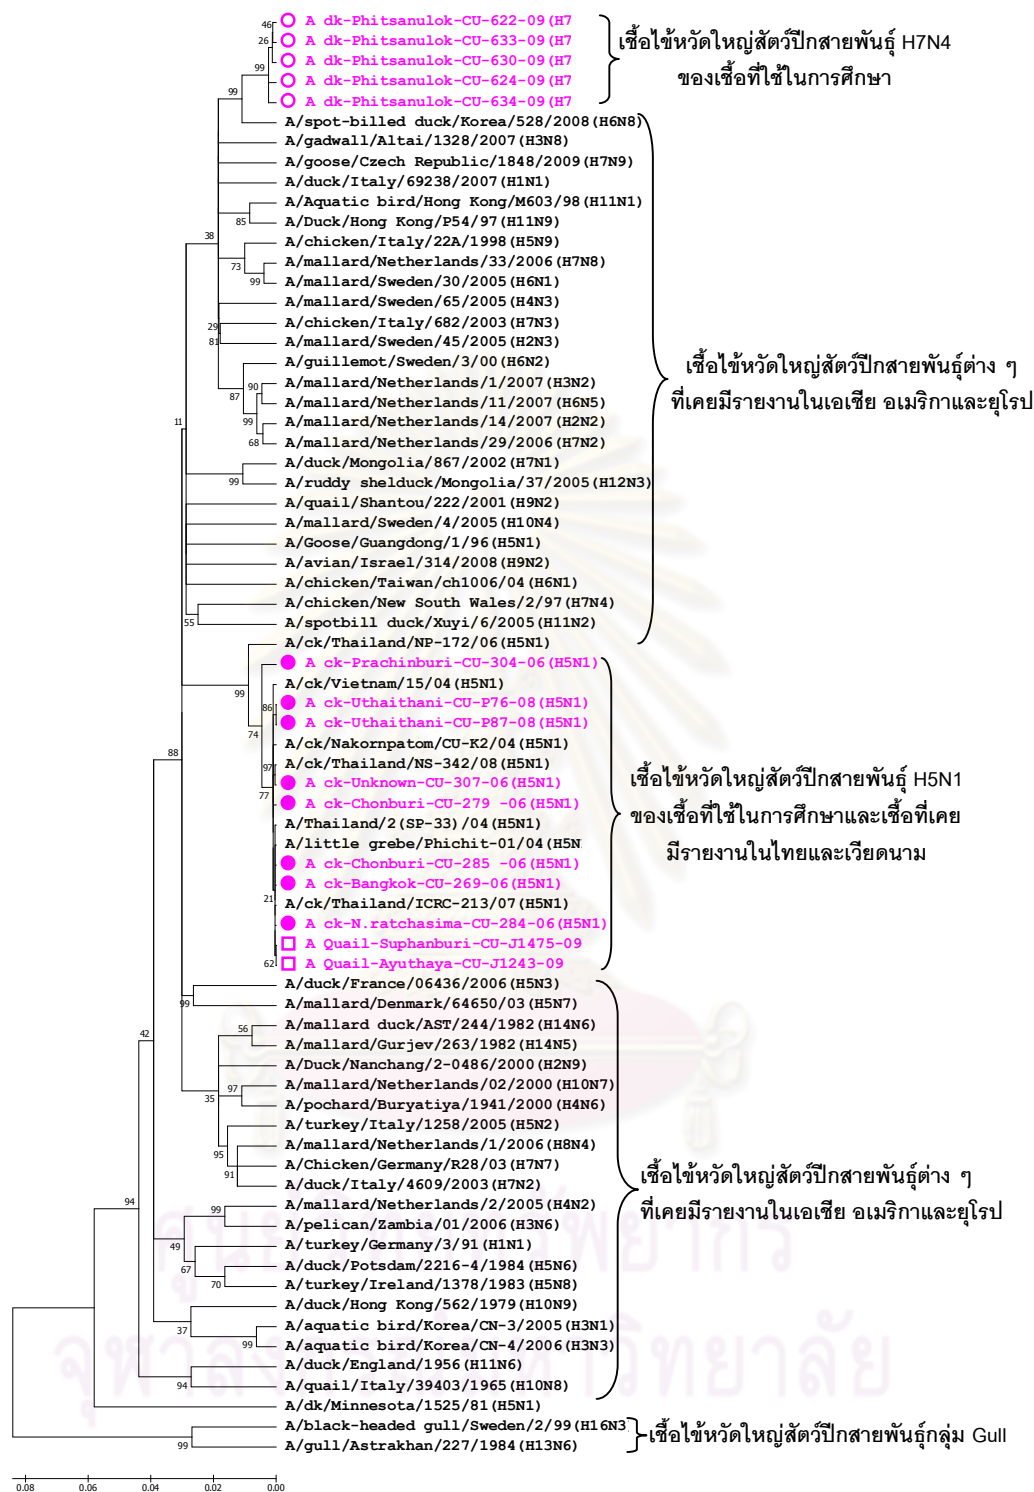 46
A dk-Phitsanulok-CU-622-09(H7
26
A dk-Phitsanulok-CU-633-09(H7
A dk-Phitsanulok-CU-630-09(H7
99
A dk-Phitsanulok-CU-624-09(H7
A dk-Phitsanulok-CU-634-09(H7
เชื้อไข้หวัดใหญ่สัตว์ปีกสายพันธุ์ H7N4
ของเชื้อที่ใช้ในการศึกษา
99
A/spot-billed duck/Korea/528/2008(H6N8)
A/gadwall/Altai/1328/2007(H3N8)
A/goose/Czech Republic/1848/2009(H7N9)
A/duck/Italy/69238/2007(H1N1)
A/Aquatic bird/Hong Kong/M603/98(H11N1)
85
A/Duck/Hong Kong/P54/97(H11N9)
38
A/chicken/Italy/22A/1998(H5N9)
73
A/mallard/Netherlands/33/2006(H7N8)
99
A/mallard/Sweden/30/2005(H6N1)
A/mallard/Sweden/65/2005(H4N3)
29
A/chicken/Italy/682/2003(H7N3)
81
A/mallard/Sweden/45/2005(H2N3)
A/guillemot/Sweden/3/00(H6N2)
90
A/mallard/Netherlands/1/2007(H3N2)
87
A/mallard/Netherlands/11/2007(H6N5)
99
A/mallard/Netherlands/14/2007(H2N2)
68
A/mallard/Netherlands/29/2006(H7N2)
11
A/duck/Mongolia/867/2002(H7N1)
99
A/ruddy shelduck/Mongolia/37/2005(H12N3)
A/quail/Shantou/222/2001(H9N2)
A/mallard/Sweden/4/2005(H10N4)
A/Goose/Guangdong/1/96(H5N1)
A/avian/Israel/314/2008(H9N2)
A/chicken/Taiwan/ch1006/04(H6N1)
A/chicken/New South Wales/2/97(H7N4)
55
A/spotbill duck/Xuyi/6/2005(H11N2)
A/ck/Thailand/NP-172/06(H5N1)
เชื้อไข้หวัดใหญ่สัตว์ปีกสายพันธุ์ต่าง ๆ
ที่เคยมีรายงานในเอเชีย อเมริกาและยุโรป
A ck-Prachinburi-CU-304-06(H5N1)
99
A/ck/Vietnam/15/04(H5N1)
86
A ck-Uthaithani-CU-P76-08(H5N1)
A ck-Uthaithani-CU-P87-08(H5N1)
74
A/ck/Nakornpatom/CU-K2/04(H5N1)
88
A/ck/Thailand/NS-342/08(H5N1)
97
A ck-Unknown-CU-307-06(H5N1)
77
A ck-Chonburi-CU-279 -06(H5N1)
A/Thailand/2(SP-33)/04(H5N1)
A/little grebe/Phichit-01/04(H5N
A ck-Chonburi-CU-285 -06(H5N1)
A ck-Bangkok-CU-269-06(H5N1)
21
A/ck/Thailand/ICRC-213/07(H5N1)
A ck-N.ratchasima-CU-284-06(H5N1)
A Quail-Suphanburi-CU-J1475-09
62
A Quail-Ayuthaya-CU-J1243-09
เชื้อไข้หวัดใหญ่สัตว์ปีกสายพันธุ์ H5N1
ของเชื้อที่ใช้ในการศึกษาและเชื้อที่เคย
มีรายงานในไทยและเวียดนาม
A/duck/France/06436/2006(H5N3)
99
A/mallard/Denmark/64650/03(H5N7)
42
A/mallard duck/AST/244/1982(H14N6)
56
A/mallard/Gurjev/263/1982(H14N5)
A/Duck/Nanchang/2-0486/2000(H2N9)
97
A/mallard/Netherlands/02/2000(H10N7)
35
A/pochard/Buryatiya/1941/2000(H4N6)
A/turkey/Italy/1258/2005(H5N2)
95
A/mallard/Netherlands/1/2006(H8N4)
91
A/Chicken/Germany/R28/03(H7N7)
A/duck/Italy/4609/2003(H7N2)
94
99
A/mallard/Netherlands/2/2005(H4N2)
A/pelican/Zambia/01/2006(H3N6)
49
A/turkey/Germany/3/91(H1N1)
67
A/duck/Potsdam/2216-4/1984(H5N6)
70
A/turkey/Ireland/1378/1983(H5N8)
A/duck/Hong Kong/562/1979(H10N9)
37
A/aquatic bird/Korea/CN-3/2005(H3N1)
99
A/aquatic bird/Korea/CN-4/2006(H3N3)
A/duck/England/1956(H11N6)
94
A/quail/Italy/39403/1965(H10N8)
A/dk/Minnesota/1525/81(H5N1)
เชื้อไข้หวัดใหญ่สัตว์ปีกสายพันธุ์ต่าง ๆ
ที่เคยมีรายงานในเอเชีย อเมริกาและยุโรป
A/black-headed gull/Sweden/2/99(H16N3
99
A/gull/Astrakhan/227/1984(H13N6)
เชื้อไข้หวัดใหญ่สัตว์ปีกสายพันธุ์กลุ่ม Gull
0.08 0.06 0.04 0.02 0.00
ศูนย์วิทยทรัพยากร
จุฬาลงกรณ์มหาวิทยาลัย